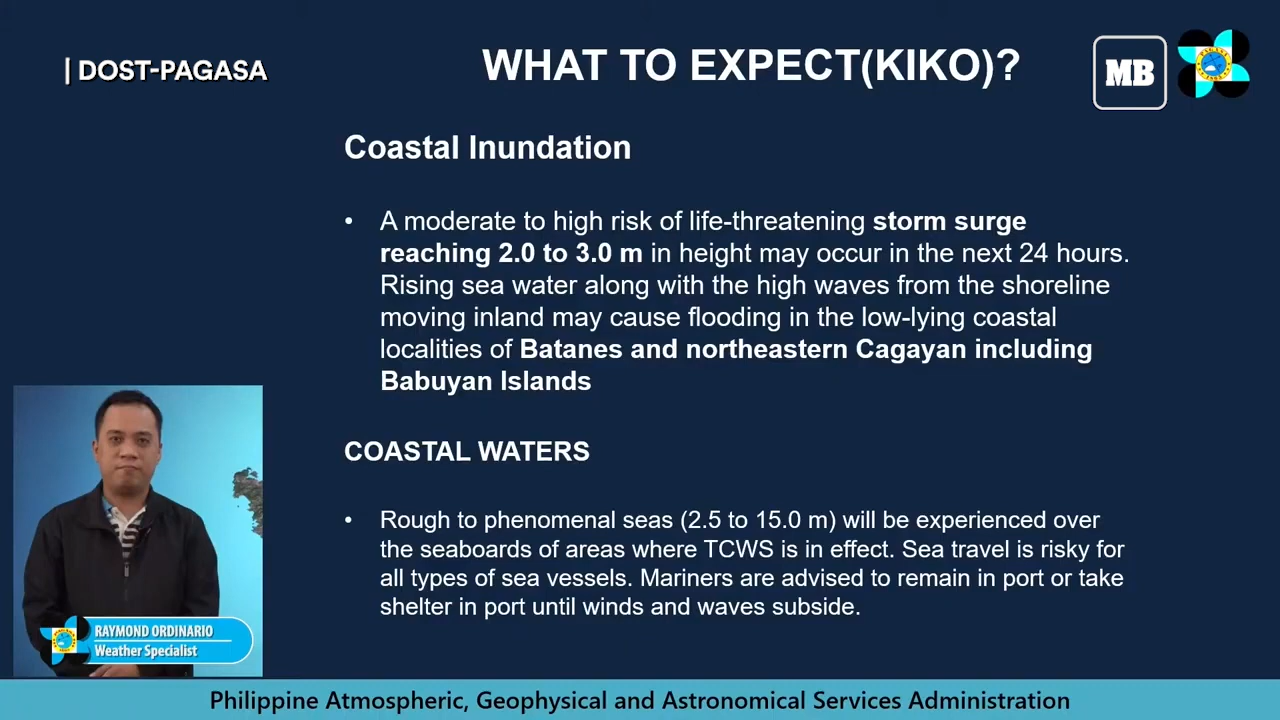 | DOST-PAGASA
WHAT TO EXPECT(KIKO)?
MB
Coastal Inundation
• A moderate to high risk of life-threatening storm surge
reaching 2.0 to 3.0 m in height may occur in the next 24 hours.
Rising sea water along with the high waves from the shoreline
moving inland may cause flooding in the low-lying coastal
localities of Batanes and northeastern Cagayan including
Babuyan Islands
COASTAL WATERS
• Rough to phenomenal seas (2.5 to 15.0 m) will be experienced over
the seaboards of areas where TCWS is in effect. Sea travel is risky for
all types of sea vessels. Mariners are advised to remain in port or take
shelter in port until winds and waves subside.
RAYMOND ORDINARIO
Weather Specialist
Philippine Atmospheric, Geophysical and Astronomical Services Administration